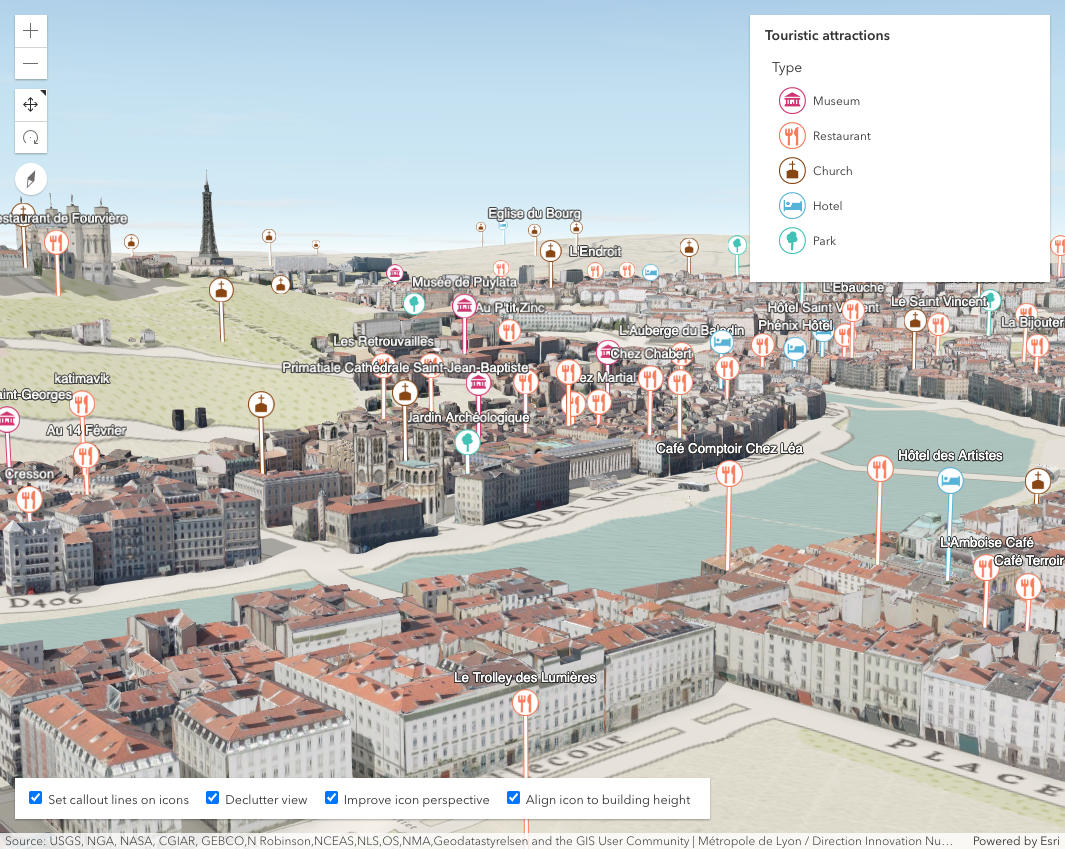 Touristic attractions
Type
Museum
Restaurant
Church
Hotel
Park
estaurant de Fourvière
Eglise du Bourg
L'Endroit
Musée de Puylata
Au P'tit Zinc
L'Ebauche
Hôtel Saint V ent
Le Saint Vincent
La Bijouter
L'Auberge du Baladin
Phénix Hôtel
Les Retrouvailles
Chez Chabert
Primatiale Cathédrale Saint-Jean-Baptiste
ez Martial
katimavik
aint-Georges
Jardin Archéologique
Au 14 Février
Café Comptoir Chez Léa
Hôtel des Artistes
Cresson
QUAI Ro
L'Amboise Café
Café Terroir
D406
Le Trolley des Lumières
ecour
PLACE
Set callout lines on icons
Declutter view
Improve icon perspective
Align icon to building height
Source: USGS, NGA, NASA, CGIAR, GEBCO,N Robinson,NCEAS,NLS,OS,NMA,Geodatastyrelsen and the GIS User Community | Métropole de Lyon / Direction Innovation Nu…
Powered by Esri